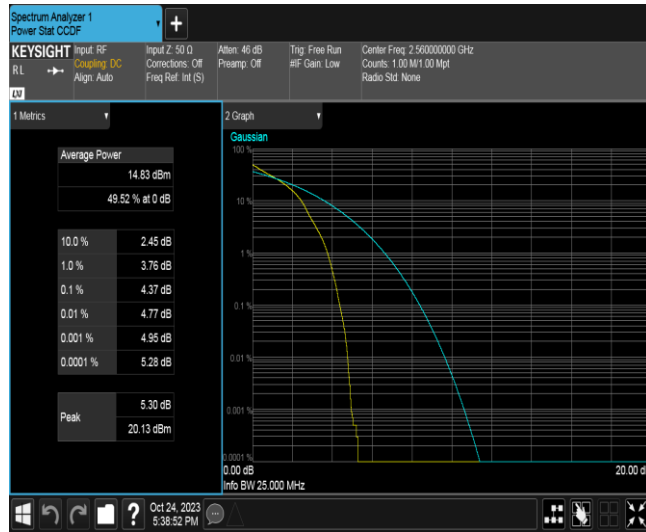 Spectrum Analyzer 1
Power Stat CCDF
+
KEYSIGHT
RL
LXI
Input: RF
Coupling: DC
Align: Auto
Input Z: 50 Ω
Corrections: Off
Freq Ref: Int (S)
Atten: 46 dB
Preamp: Off
Trig: Free Run
#IF Gain: Low
Center Freq: 2.560000000 GHz
Counts: 1.00 M/1.00 Mpt
Radio Std: None
1 Metrics
Average Power
14.83 dBm
49.52 % at 0 dB
10.0 % 2.45 dB
1.0 % 3.76 dB
0.1 % 4.37 dB
0.01 % 4.77 dB
0.001 % 4.95 dB
0.0001 % 5.28 dB
Peak
5.30 dB
20.13 dBm
2 Graph
Gaussian
100 %
10 %
1 %
0.1 %
0.01 %
0.001 %
0.0001 %
0.00 dB
20.00 d
Info BW 25.000 MHz
?
Oct 24, 2023
5:38:52 PM